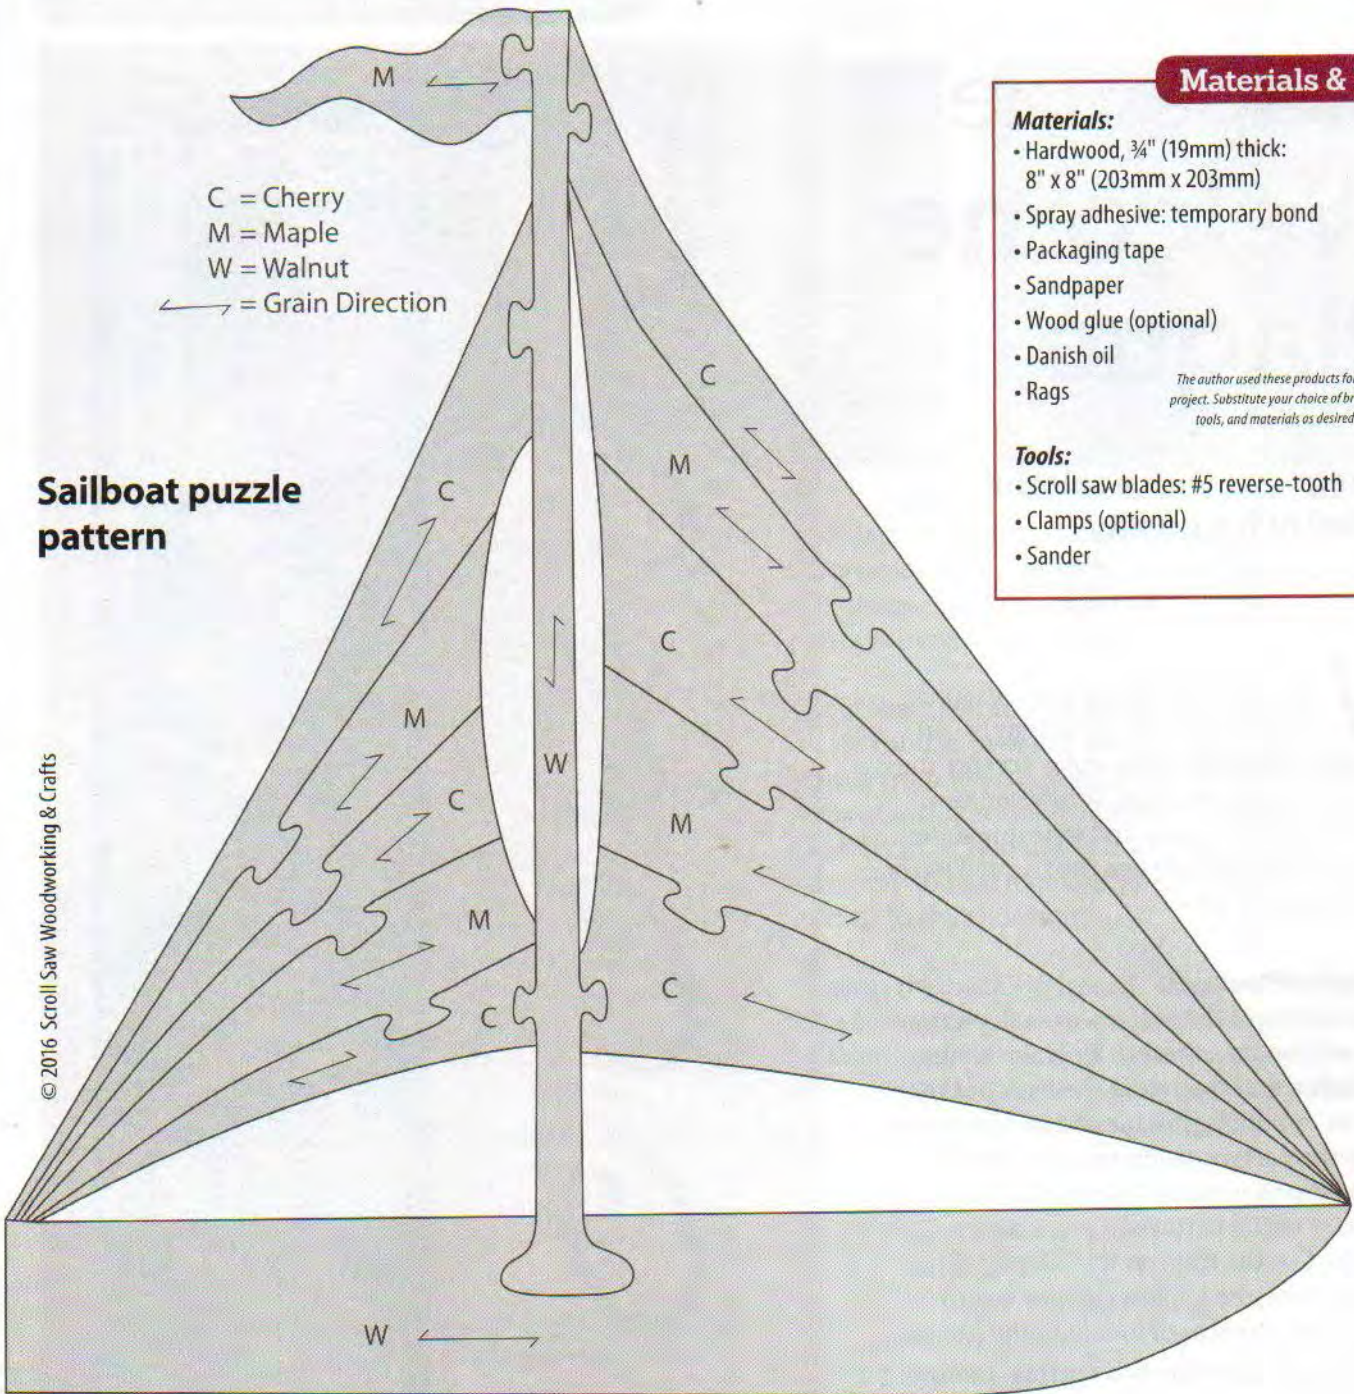 M
C = Cherry
M = Maple
W = Walnut
= Grain Direction
Sailboat puzzle
pattern
© 2016 Scroll Saw Woodworking & Crafts
C
M
C
M
C
W
C
M
C
M
C
W
Materials &
Materials:
• Hardwood, ¾" (19mm) thick:
8" x 8" (203mm x 203mm)
• Spray adhesive: temporary bond
• Packaging tape
• Sandpaper
• Wood glue (optional)
• Danish oil
• Rags
The author used these products for
project. Substitute your choice of br
tools, and materials as desired
Tools:
• Scroll saw blades: #5 reverse-tooth
• Clamps (optional)
• Sander